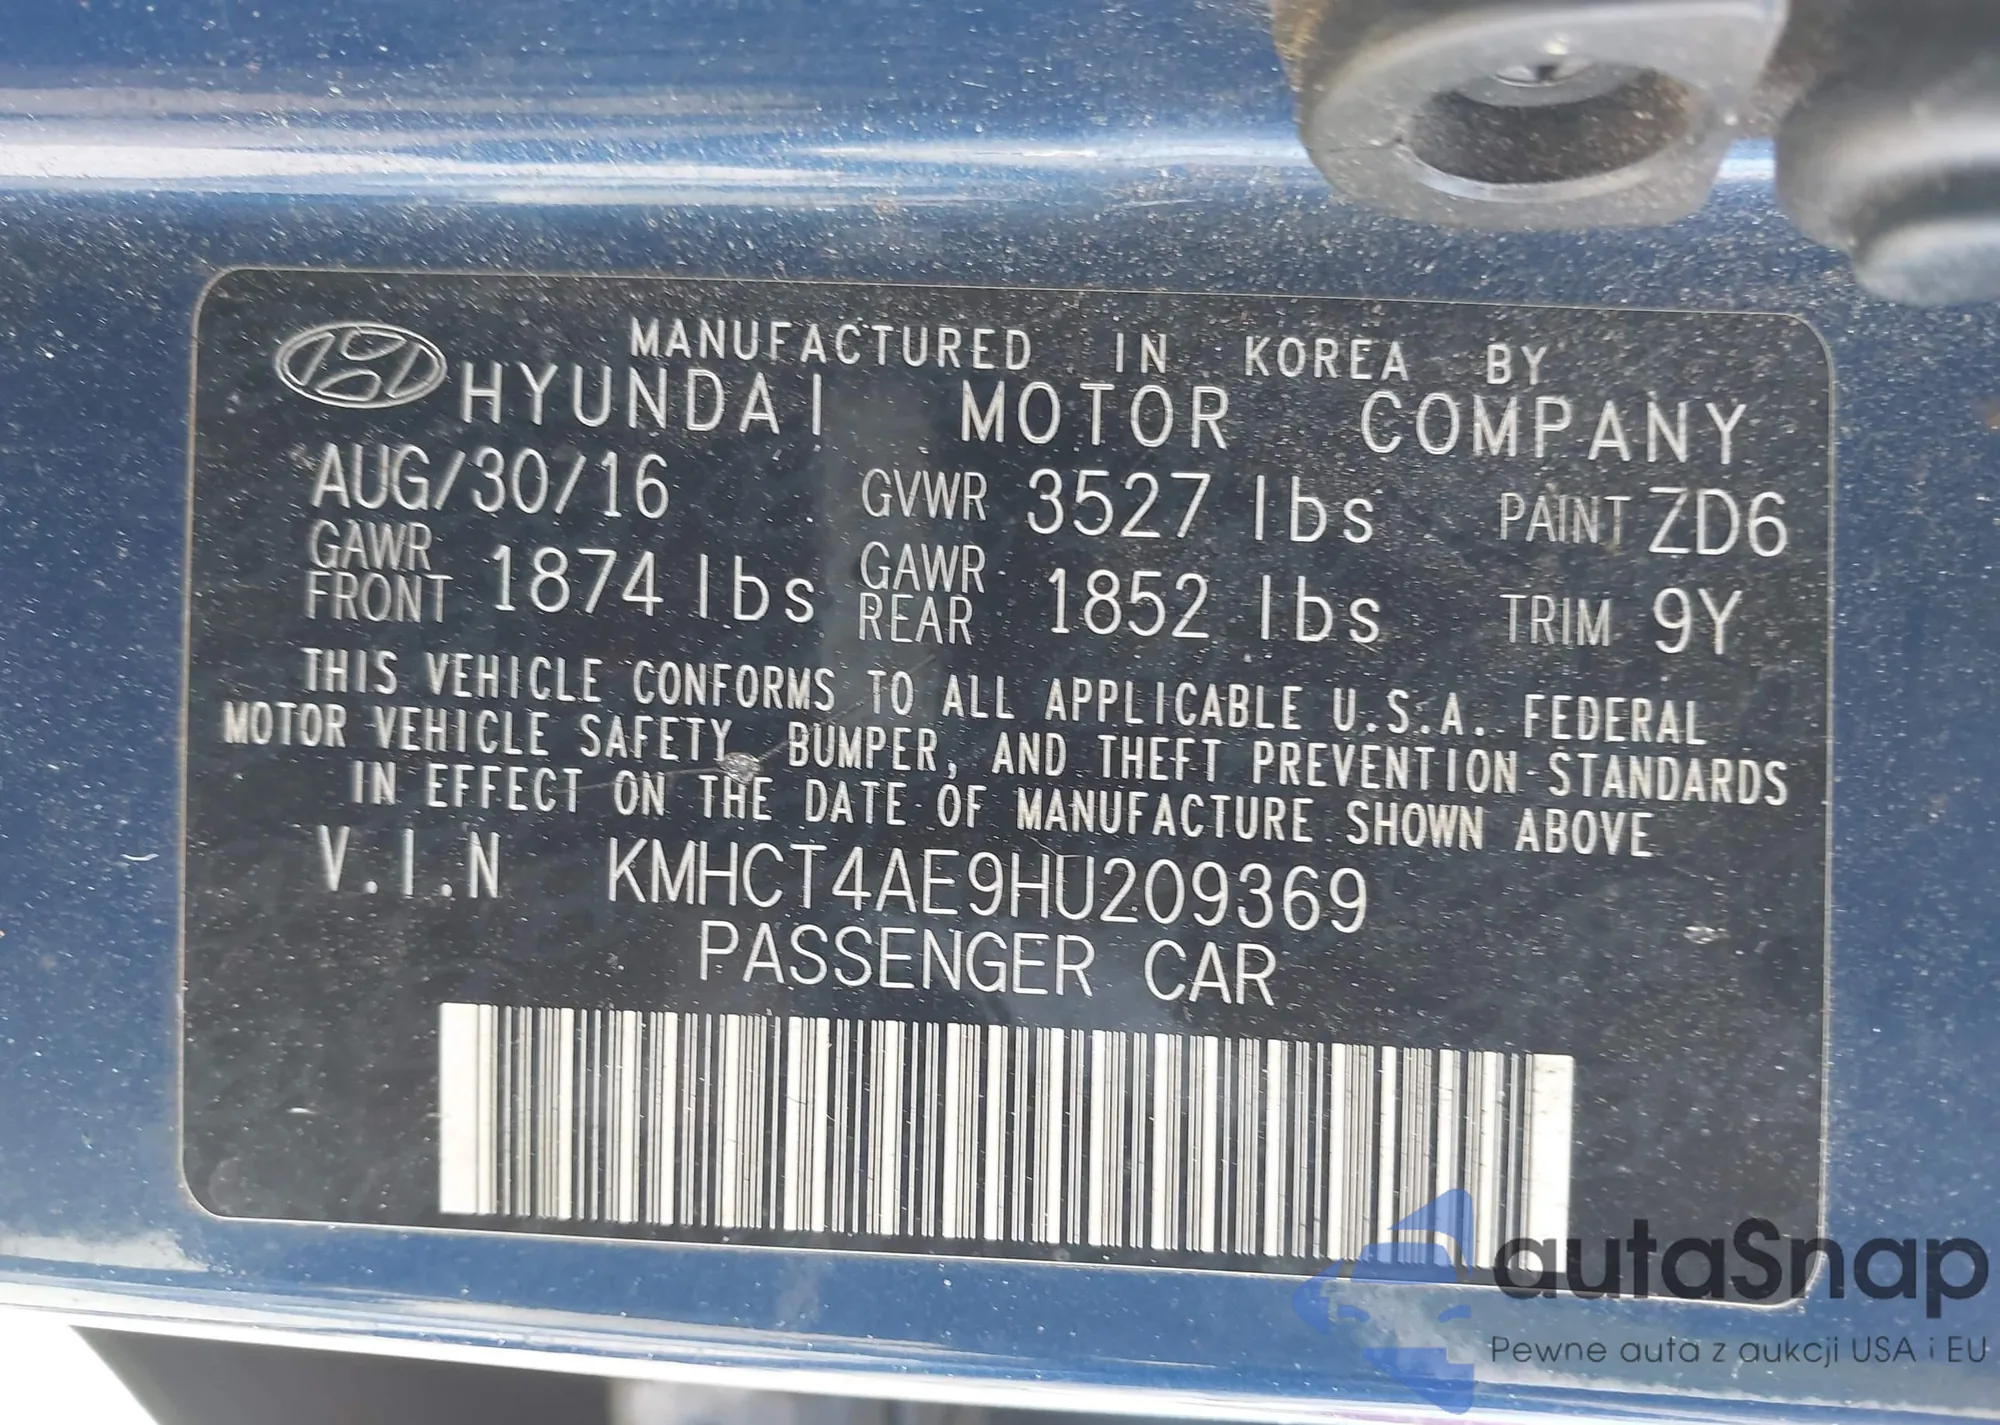 MANUFACTURED IN KOREA BY
HYUNDAI MOTOR COMPANY
AUG/30/16 GVWR 3527 lbs PAINT ZD6
GAWR FRONT 1874 lbs GAWR REAR 1852 lbs TRIM 9Y
THIS VEHICLE CONFORMS TO ALL APPLICABLE U.S.A. FEDERAL
MOTOR VEHICLE SAFETY, BUMPER, AND THEFT PREVENTION STANDARDS
IN EFFECT ON THE DATE OF MANUFACTURE SHOWN ABOVE
V.I.N KMHCT4AE9HU209369
PASSENGER CAR
autaSnap
Pewne auta z aukcji USA i EU